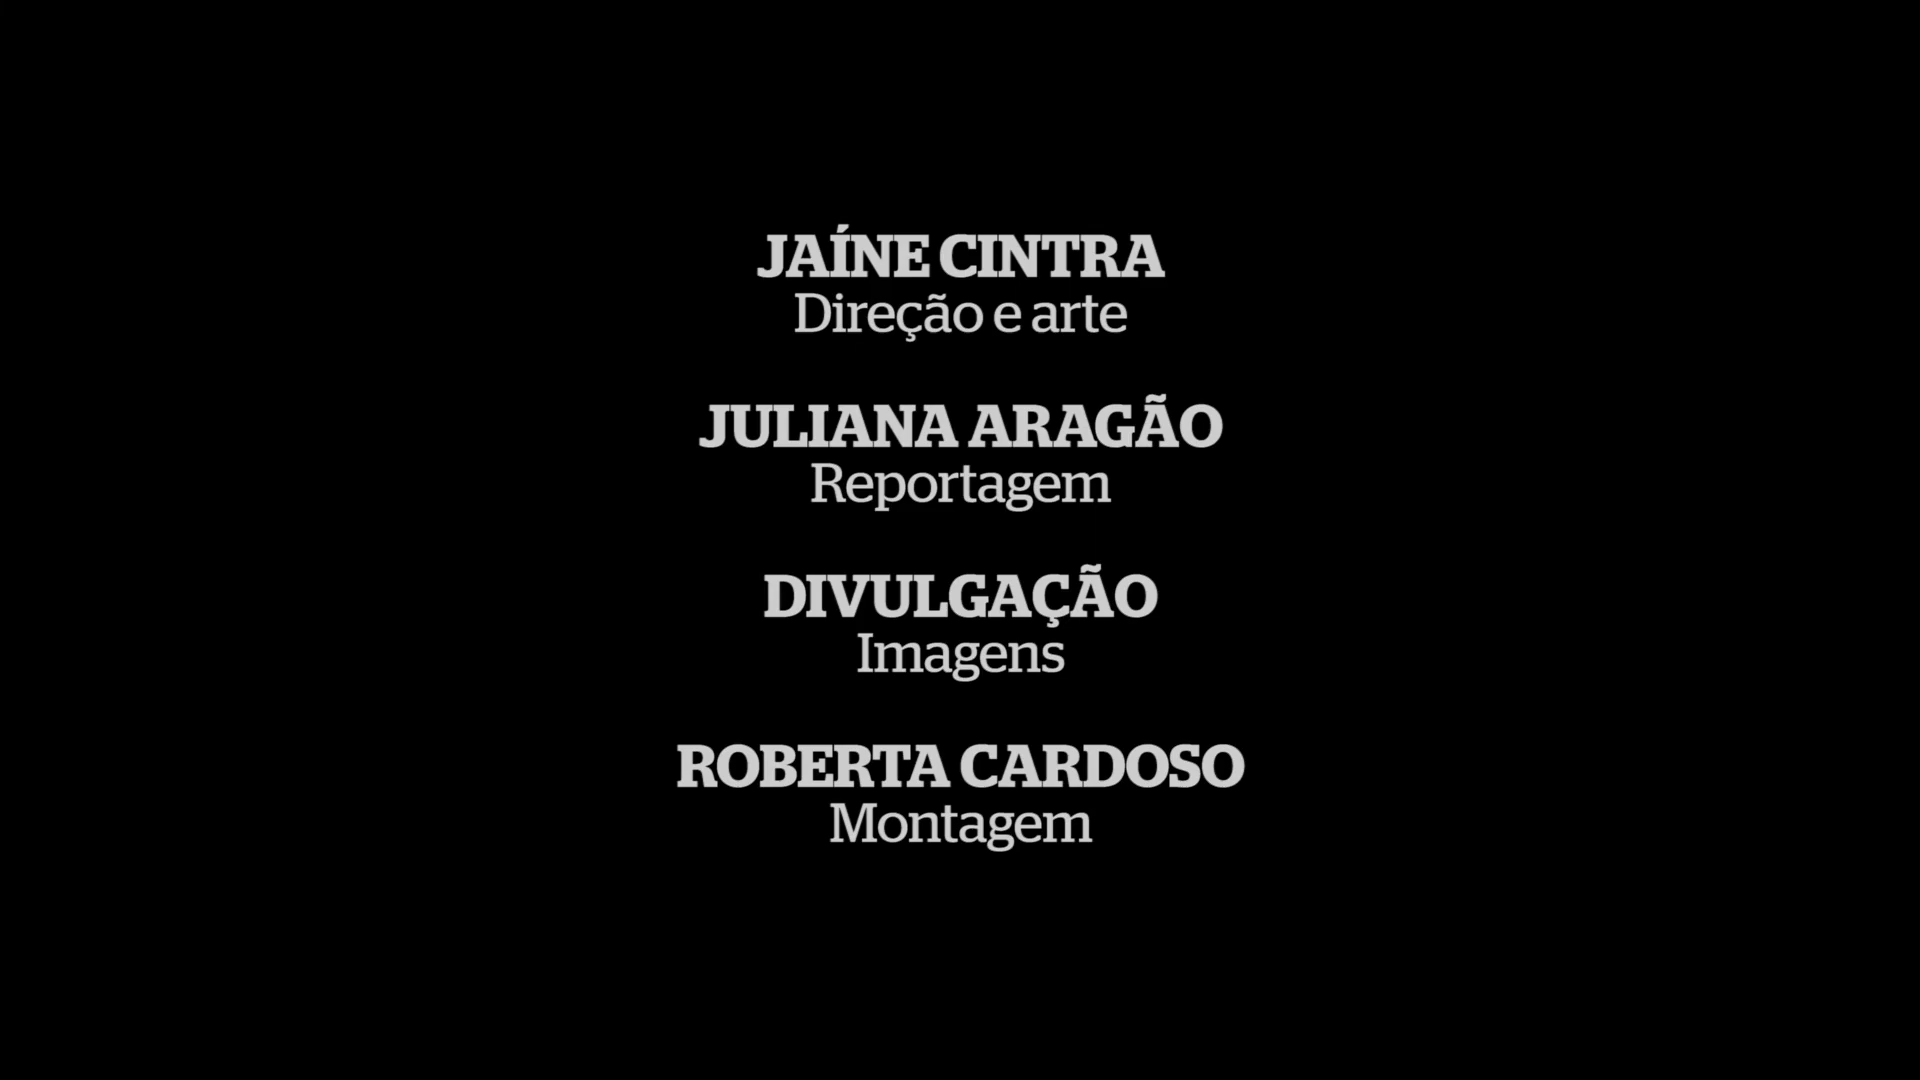 JAÍNE CINTRA
Direção e arte
JULIANA ARAGÃO
Reportagem
DIVULGAÇÃO
Imagens
ROBERTA CARDOSO
Montagem